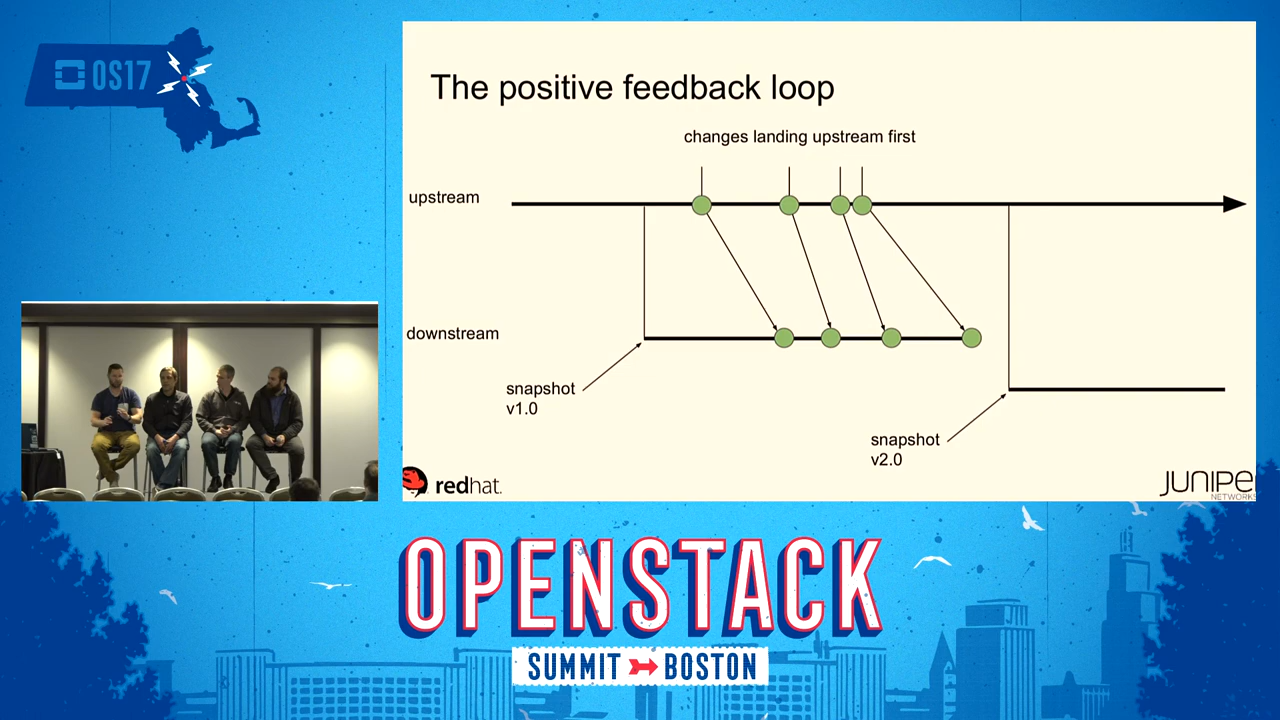 OS17
The positive feedback loop
changes landing upstream first
upstream
downstream
snapshot
v1.0
snapshot
v2.0
redhat.
JUNIPE
NETWORKS
OPENSTACK
SUMMIT BOSTON